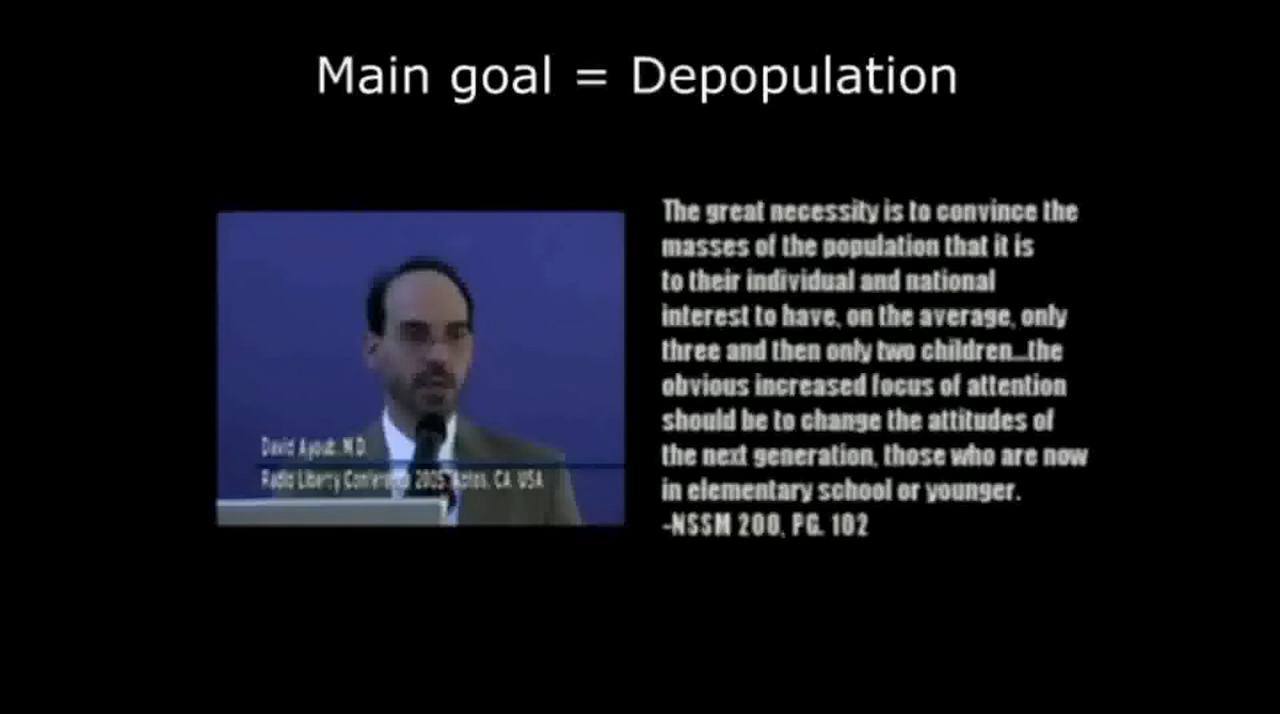 Main goal = Depopulation
The great necessity is to convince the
masses of the population that it is
to their individual and national
interest to have, on the average, only
three and then only two children...the
obvious increased focus of attention
should be to change the attitudes of
the next generation, those who are now
in elementary school or younger.
-NSSM 200, PG. 102
David Ayoub, M.D.
Radio Liberty Conference 2005, Aptos, CA USA